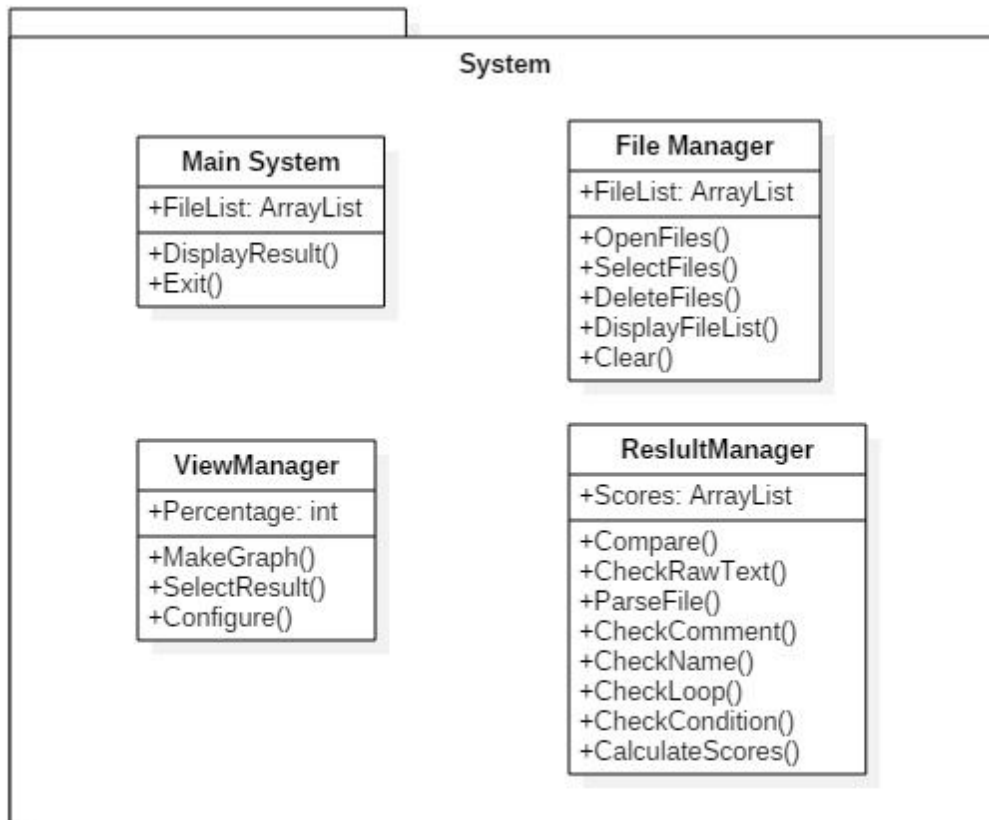 System
Main System
+FileList: ArrayList
+DisplayResult()
+Exit()
File Manager
+FileList: ArrayList
+OpenFiles()
+SelectFiles()
+DeleteFiles()
+DisplayFileList()
+Clear()
ViewManager
+Percentage: int
+MakeGraph()
+SelectResult()
+Configure()
ReslultManager
+Scores: ArrayList
+Compare()
+CheckRawText()
+ParseFile()
+CheckComment()
+CheckName()
+CheckLoop()
+CheckCondition()
+CalculateScores()